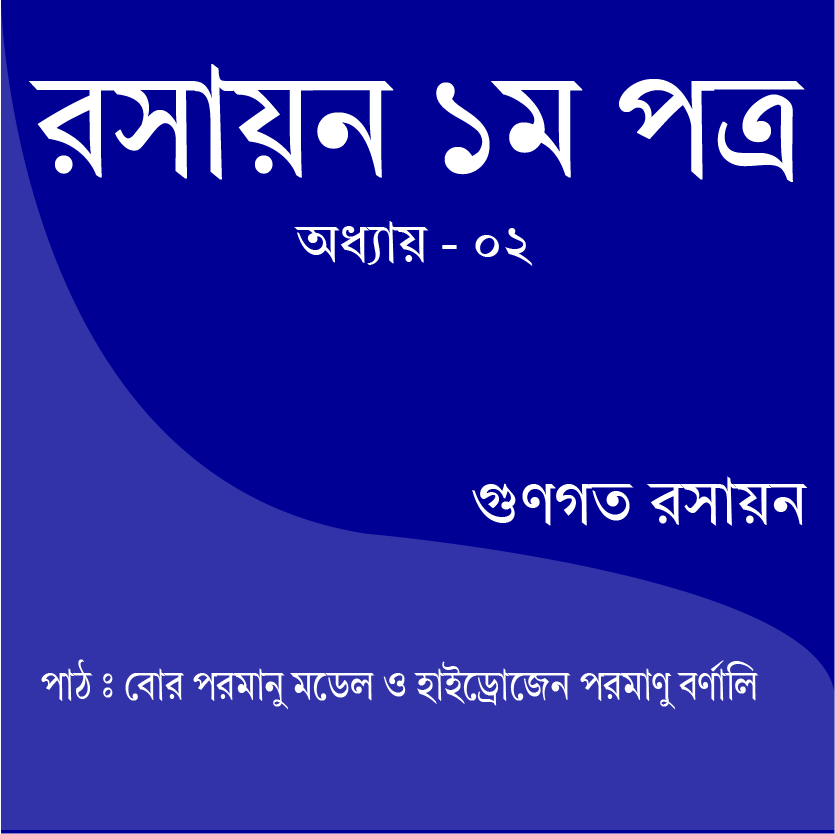 রসায়ন ১ম পত্র
অধ্যায় - ০২
গুণগত রসায়ন
পাঠ ঃ বোর পরমানু মডেল ও হাইড্রোজেন পরমাণু বর্ণালি